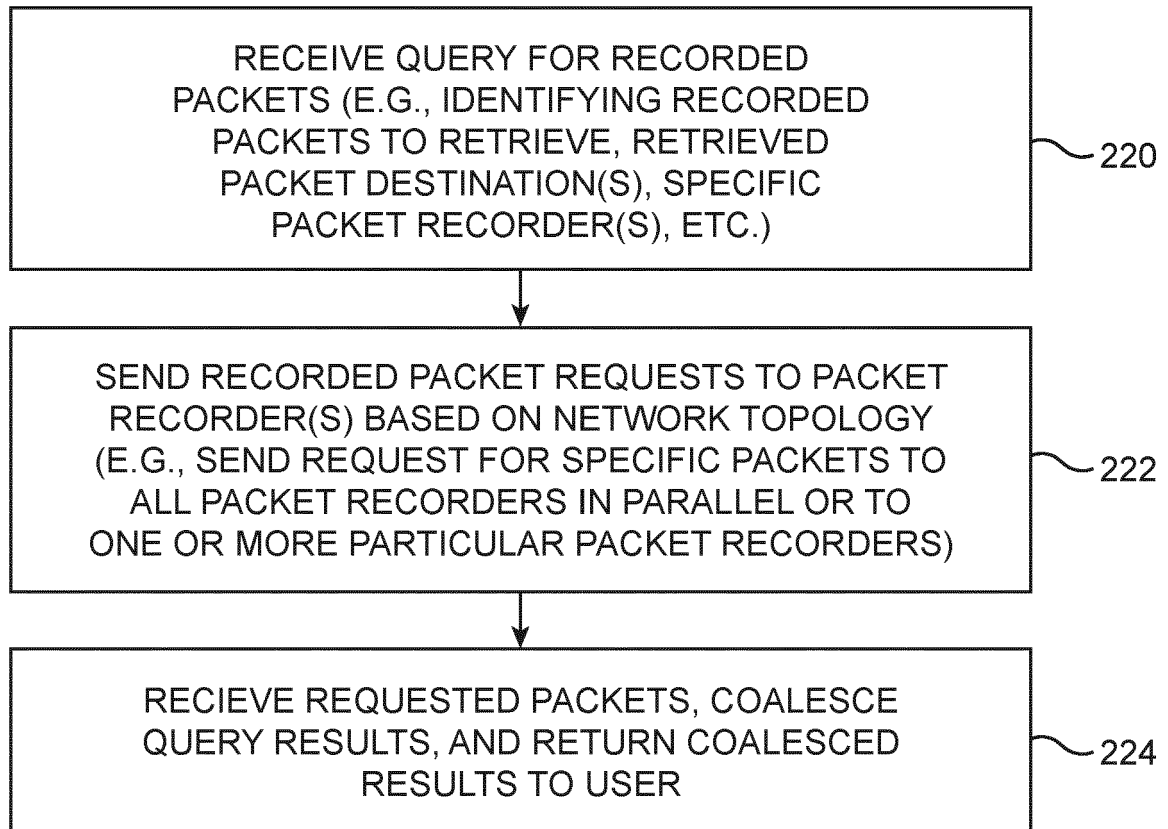 RECEIVE QUERY FOR RECORDED
PACKETS (E.G., IDENTIFYING RECORDED
PACKETS TO RETRIEVE, RETRIEVED
PACKET DESTINATION(S), SPECIFIC
PACKET RECORDER(S), ETC.)
220
SEND RECORDED PACKET REQUESTS TO PACKET
RECORDER(S) BASED ON NETWORK TOPOLOGY
(E.G., SEND REQUEST FOR SPECIFIC PACKETS TO
ALL PACKET RECORDERS IN PARALLEL OR TO
ONE OR MORE PARTICULAR PACKET RECORDERS)
222
RECIEVE REQUESTED PACKETS, COALESCE
QUERY RESULTS, AND RETURN COALESCED
RESULTS TO USER
224